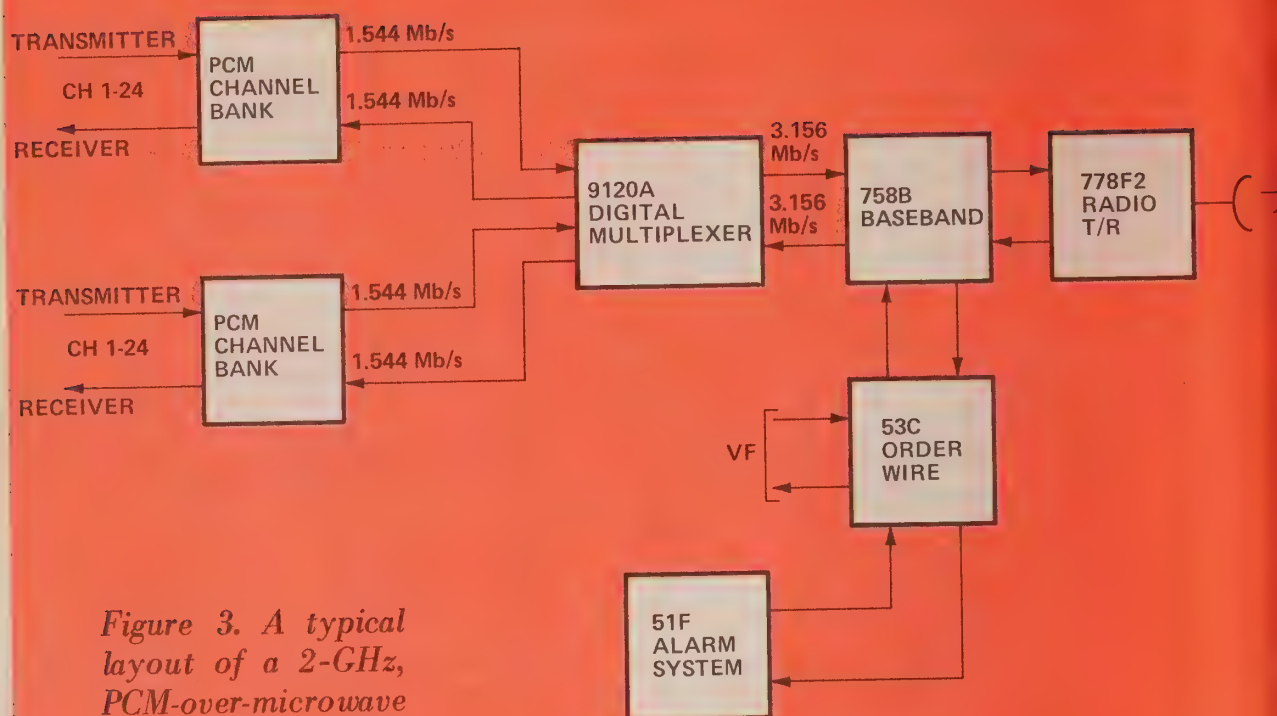 TRANSMITTER
CH 1-24
RECEIVER
PCM
CHANNEL
BANK
1.544 Mb/s
1.544 Mb/s
TRANSMITTER
CH 1-24
RECEIVER
PCM
CHANNEL
BANK
1.544 Mb/s
1.544 Mb/s
9120A
DIGITAL
MULTIPLEXER
3.156
Mb/s
3.156
Mb/s
758B
BASEBAND
778F2
RADIO
T/R
VF
53C
ORDER
WIRE
51F
ALARM
SYSTEM
Figure 3. A typical
layout of a 2-GHz,
PCM-over-microwave